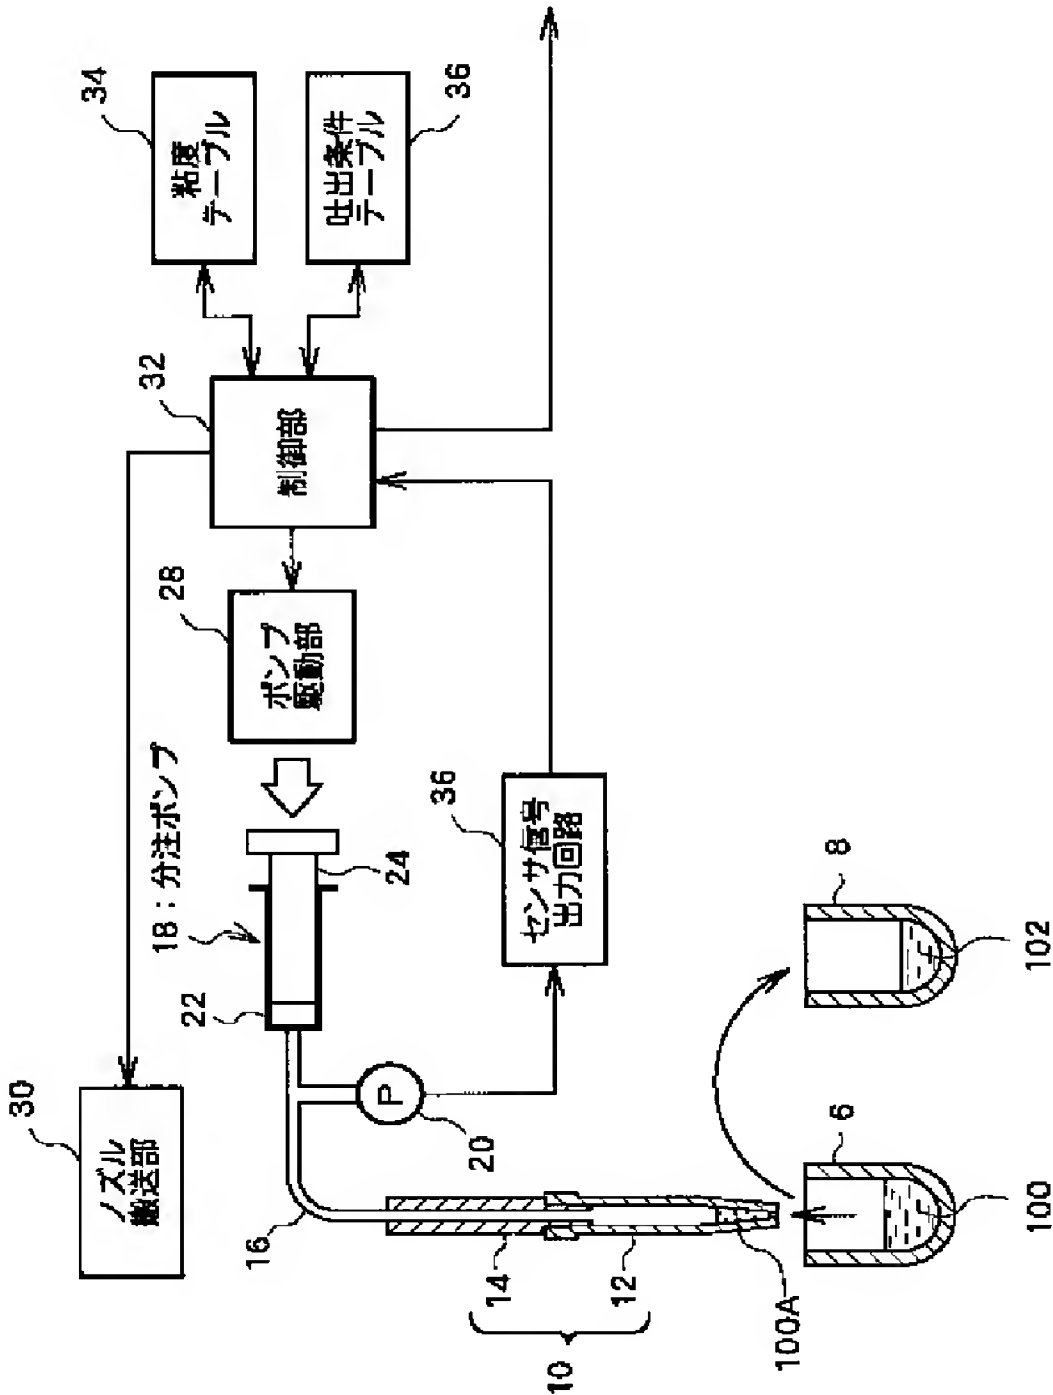 30
ノズル
搬送部
18：分注ポンプ
22
24
28
ポンプ
駆動部
32
制御部
34
粘度
テーブル
36
吐出条件
テーブル
16
P
20
36
センサ信号
出力回路
10
14
12
100A
6
100
8
102